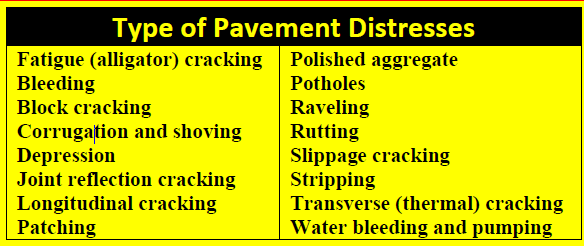 Type of Pavement Distresses
Fatigue (alligator) cracking
Bleeding
Block cracking
Corrugation and shoving
Depression
Joint reflection cracking
Longitudinal cracking
Patching
Polished aggregate
Potholes
Raveling
Rutting
Slippage cracking
Stripping
Transverse (thermal) cracking
Water bleeding and pumping